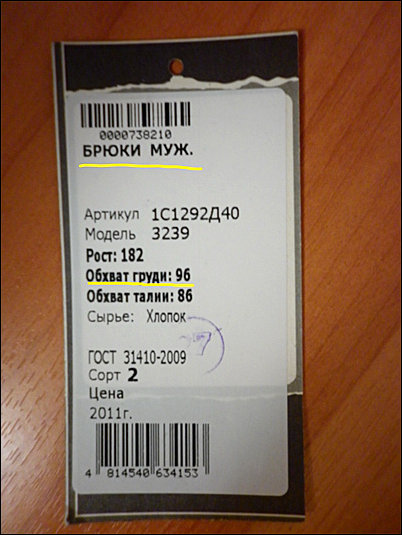 0000738210
БРЮКИ МУЖ.
Артикул 1С1292Д40
Модель 3239
Рост: 182
Обхват груди: 96
Обхват талии: 86
Сырье: Хлопок
7
ГОСТ 31410-2009
Сорт 2
Цена
2011г.
4 814540 634153